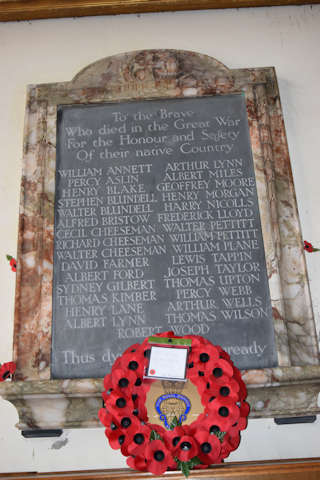 To the Brave
Who died in the Great War
For the Honour and Safety
Of their native Country.
WILLIAM ANNETT
PERCY ASLIN
HENRY BLAKE
STEPHEN BLUNDELL
WALTER BLUNDELL
ALFRED BRISTOW
CECIL CHEESEMAN
RICHARD CHEESEMAN
WALTER CHEESEMAN
DAVID FARMER
ALBERT FORD
SYDNEY GILBERT
THOMAS KIMBER
HENRY LANE
ALBERT LYNN
ARTHUR LYNN
ALBERT MILES
GEOFFREY MOORE
HENRY MORGAN
HARRY NICOLLS
FREDERICK LLOYD
WALTER PETTITT
WILLIAM PETTITT
WILLIAM PLANE
LEWIS TAPPIN
JOSEPH TAYLOR
THOMAS UPTON
PERCY WEBB
ARTHUR WELLS
THOMAS WILSON
ROBERT WOOD
Thus ready